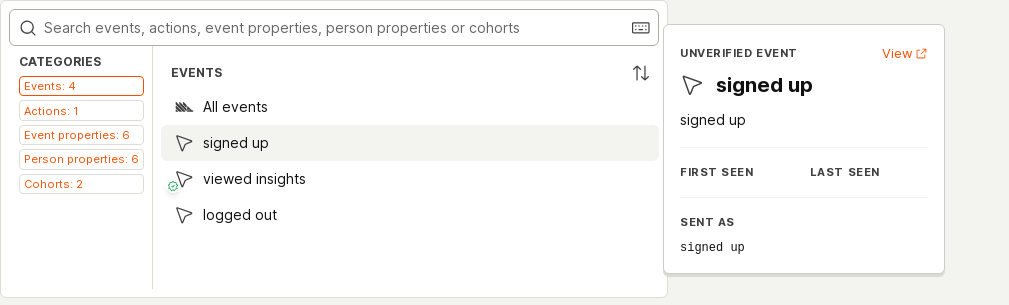 Search events, actions, event properties, person properties or cohorts
CATEGORIES
Events: 4
Actions: 1
Event properties: 6
Person properties: 6
Cohorts: 2
EVENTS
All events
signed up
viewed insights
logged out
UNVERIFIED EVENT
View
signed up
signed up
FIRST SEEN LAST SEEN
SENT AS
signed up